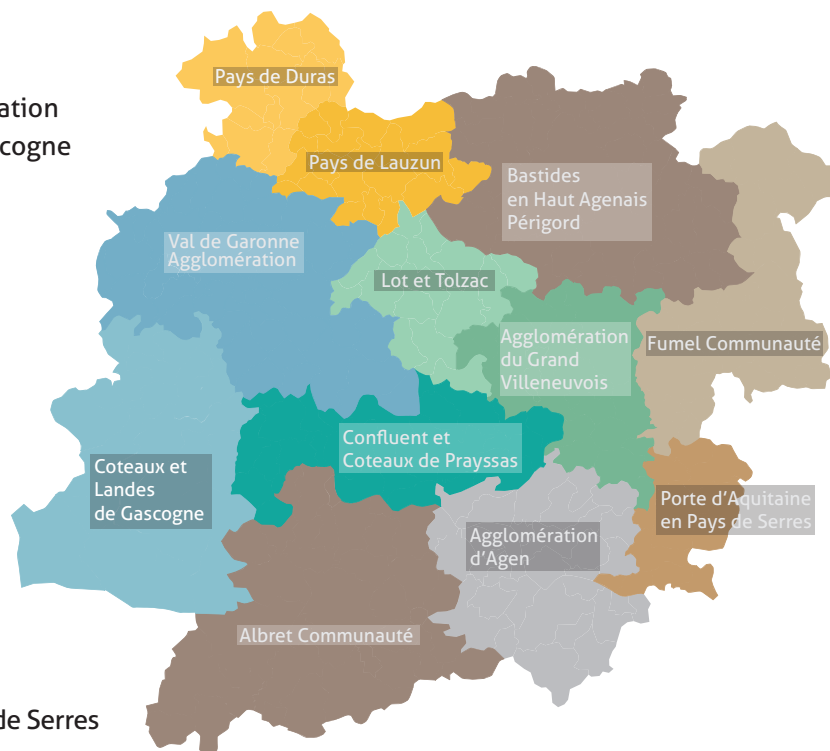 Pays de Duras
ation
cogne
Pays de Lauzun
Bastides
en Haut Agenais
Périgord
Val de Garonne
Agglomération
Lot et Tolzac
Agglomération
du Grand
Villeneuvois
Fumel Communauté
Confluent et
Coteaux de Prayssas
Coteaux et
Landes
de Gascogne
Porte d'Aquitaine
en Pays de Serres
Agglomération
d'Agen
Albret Communauté
de Serres